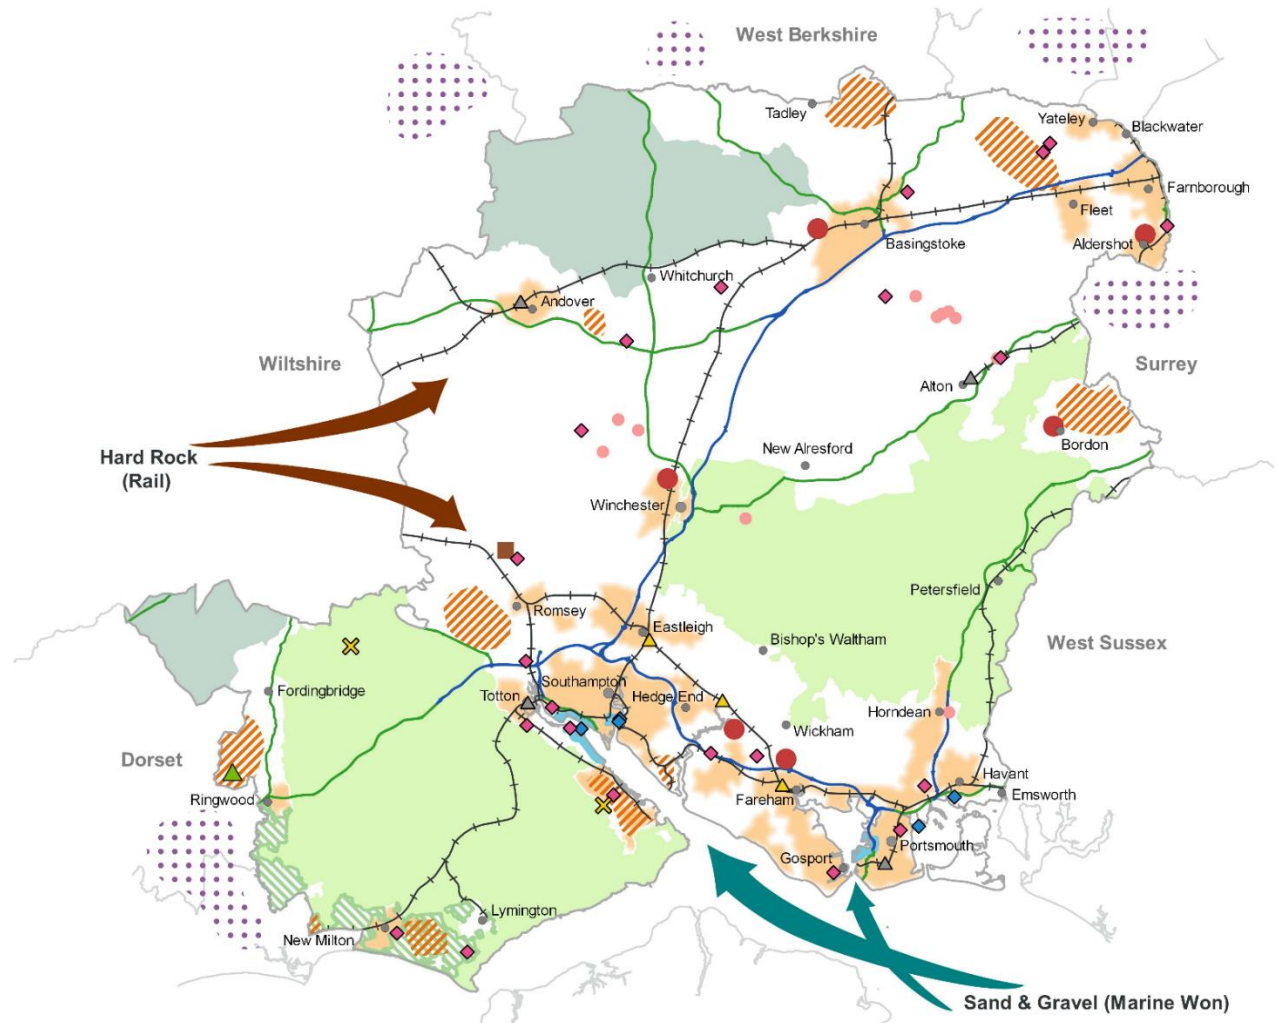 West Berkshire
Tadley
Yateley
Blackwater
Farnborough
Fleet
Basingstoke
Aldershot
Whitchurch
Andover
Wiltshire
Surrey
Alton
Bordon
New Alresford
Hard Rock
(Rail)
Winchester
Petersfield
Romsey
Eastleigh
Bishop's Waltham
West Sussex
Fordingbridge
Totton
Southampton
Hedge End
Horndean
Wickham
Dorset
Havant
Ringwood
Fareham
Emsworth
Portsmouth
Gosport
Lymington
New Milton
Sand & Gravel (Marine Won)